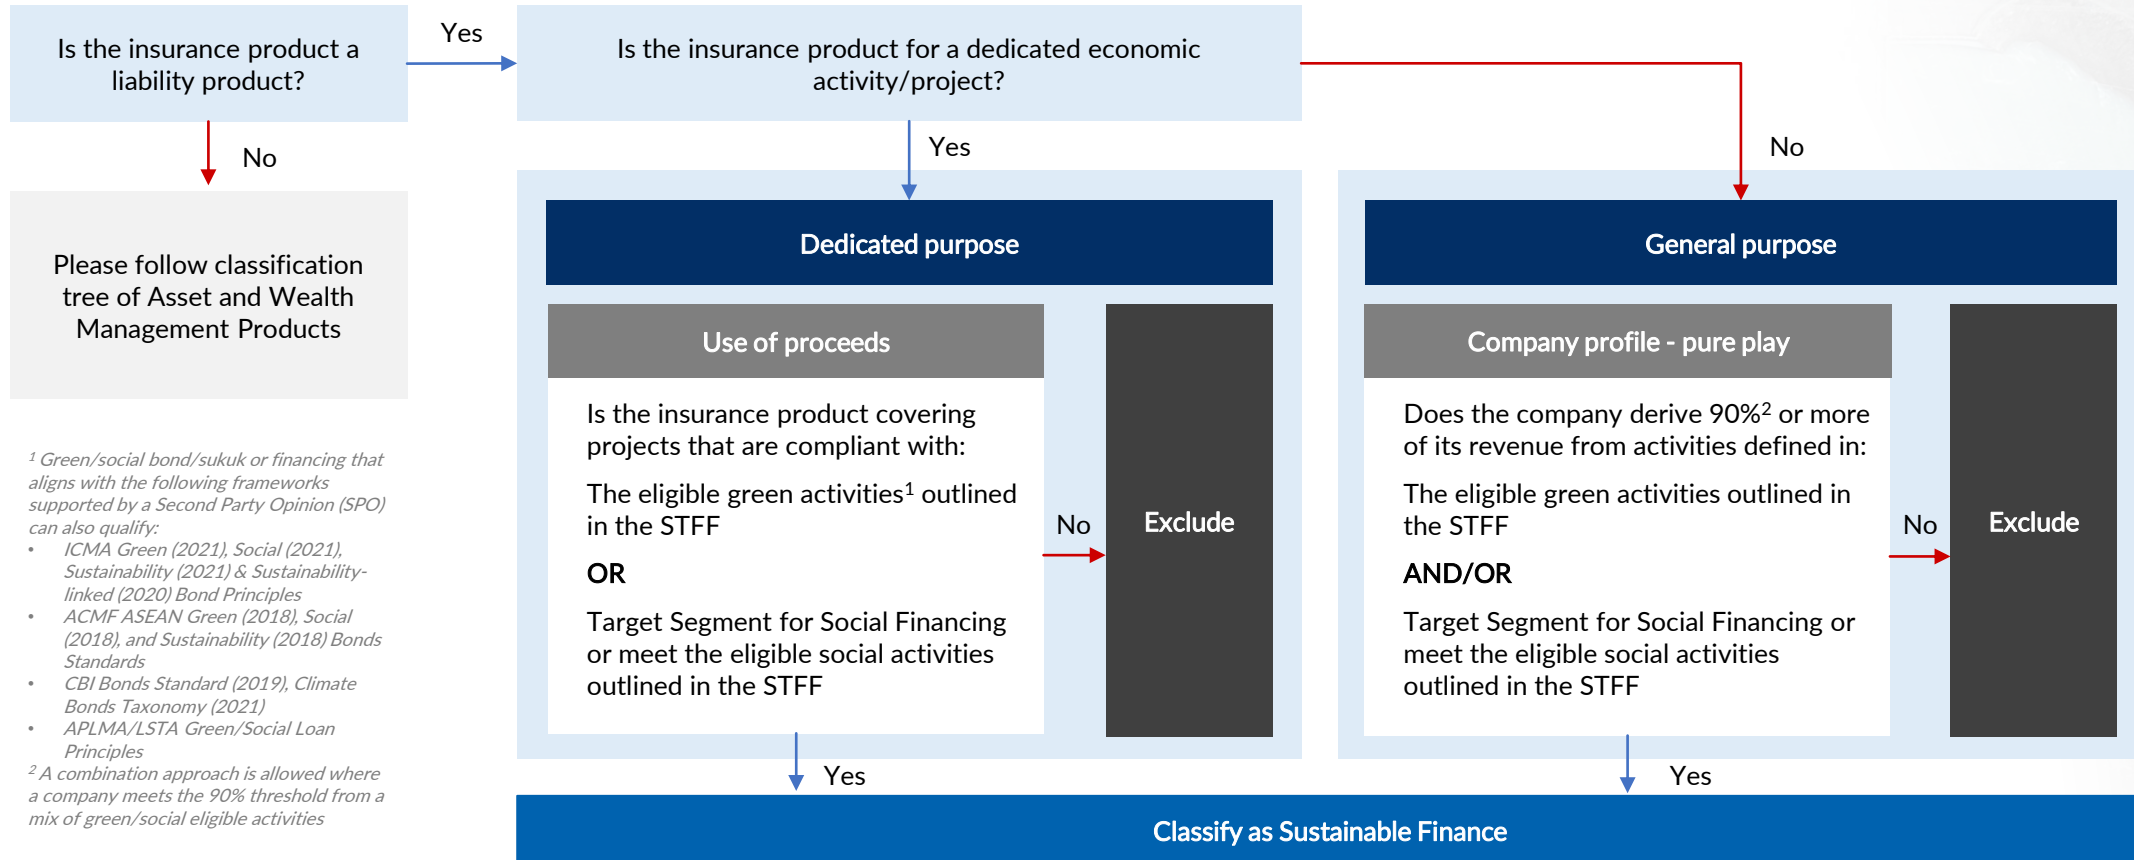 Is the insurance product a
liability product?
Yes
Is the insurance product for a dedicated economic
activity/project?
No
Yes
No
Please follow classification
tree of Asset and Wealth
Management Products
Dedicated purpose
Use of proceeds
Is the insurance product covering
projects that are compliant with:
The eligible green activities¹ outlined
in the STFF
OR
Target Segment for Social Financing
or meet the eligible social activities
outlined in the STFF
No
Exclude
Yes
General purpose
Company profile - pure play
Does the company derive 90%² or more
of its revenue from activities defined in:
The eligible green activities outlined in
the STFF
AND/OR
Target Segment for Social Financing or
meet the eligible social activities
outlined in the STFF
No
Exclude
Yes
Classify as Sustainable Finance
¹ Green/social bond/sukuk or financing that
aligns with the following frameworks
supported by a Second Party Opinion (SPO)
can also qualify:
• ICMA Green (2021), Social (2021),
Sustainability (2021) & Sustainability-
linked (2020) Bond Principles
• ACMF ASEAN Green (2018), Social
(2018), and Sustainability (2018) Bonds
Standards
• CBI Bonds Standard (2019), Climate
Bonds Taxonomy (2021)
• APLMA/LSTA Green/Social Loan
Principles
² A combination approach is allowed where
a company meets the 90% threshold from a
mix of green/social eligible activities